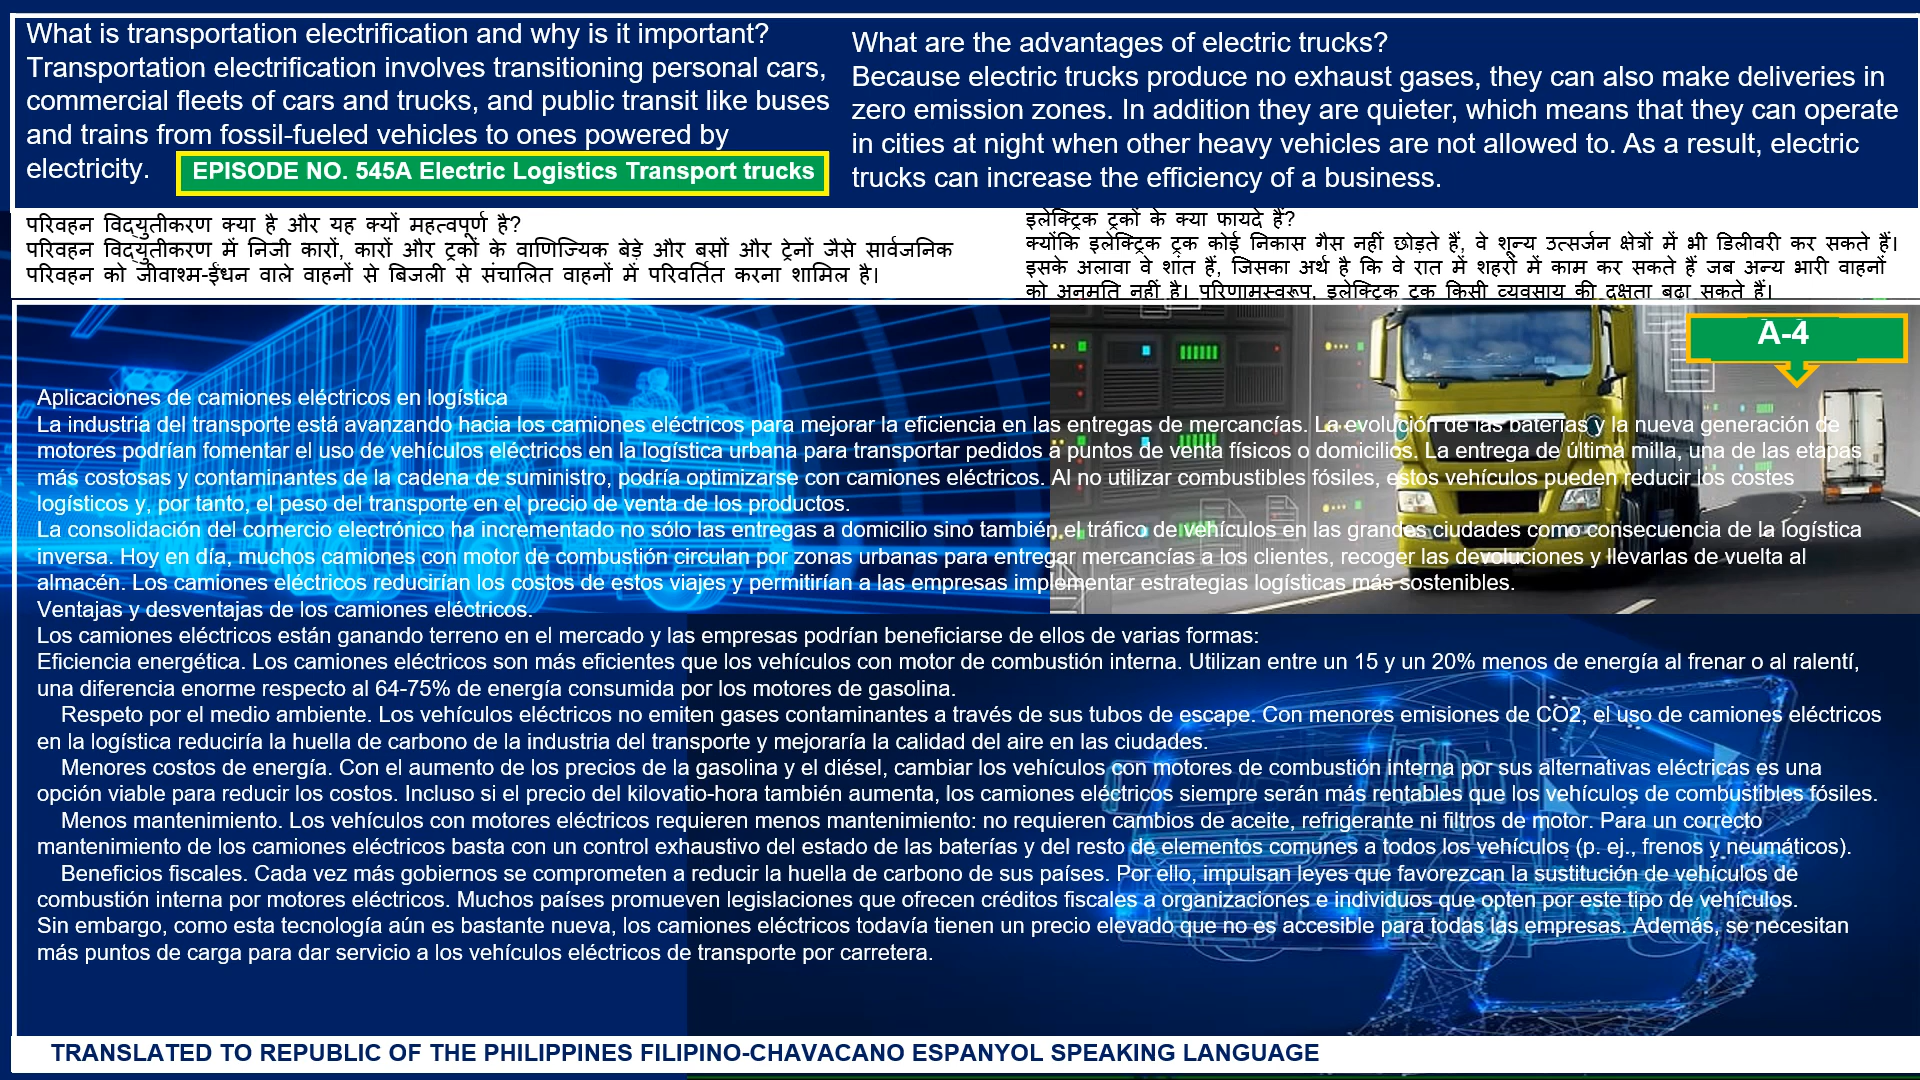 What is transportation electrification and why is it important?
Transportation electrification involves transitioning personal cars,
commercial fleets of cars and trucks, and public transit like buses
and trains from fossil-fueled vehicles to ones powered by
electricity.
EPISODE NO. 545A Electric Logistics Transport trucks
What are the advantages of electric trucks?
Because electric trucks produce no exhaust gases, they can also make deliveries in
zero emission zones. In addition they are quieter, which means that they can operate
in cities at night when other heavy vehicles are not allowed to. As a result, electric
trucks can increase the efficiency of a business.
परिवहन विद्युतीकरण क्या है और यह क्यों महत्वपूर्ण है?
परिवहन विद्युतीकरण में निजी कारों, कारों और ट्रकों के वाणिज्यिक बेड़े और बसों और ट्रेनों जैसे सार्वजनिक
परिवहन को जीवाश्म-ईंधन वाले वाहनों से बिजली से संचालित वाहनों में परिवर्तित करना शामिल है।
इलेक्ट्रिक ट्रकों के क्या फायदे हैं?
क्योंकि इलेक्ट्रिक ट्रक कोई निकास गैस नहीं छोड़ते हैं, वे शून्य उत्सर्जन क्षेत्रों में भी डिलीवरी कर सकते हैं।
इसके अलावा वे शांत हैं, जिसका अर्थ है कि वे रात में शहरों में काम कर सकते हैं जब अन्य भारी वाहनों
को अनुमति नहीं है। परिणामस्वरूप, इलेक्ट्रिक ट्रक किसी व्यवसाय की दक्षता बढ़ा सकते हैं।
A-4
Aplicaciones de camiones eléctricos en logística
La industria del transporte está avanzando hacia los camiones eléctricos para mejorar la eficiencia en las entregas de mercancías. La evolución de las baterías y la nueva generación de
motores podrían fomentar el uso de vehículos eléctricos en la logística urbana para transportar pedidos a puntos de venta físicos o domicilios. La entrega de última milla, una de las etapas
más costosas y contaminantes de la cadena de suministro, podría optimizarse con camiones eléctricos. Al no utilizar combustibles fósiles, estos vehículos pueden reducir los costes
logísticos y, por tanto, el peso del transporte en el precio de venta de los productos.
La consolidación del comercio electrónico ha incrementado no sólo las entregas a domicilio sino también el tráfico de vehículos en las grandes ciudades como consecuencia de la logística
inversa. Hoy en día, muchos camiones con motor de combustión circulan por zonas urbanas para entregar mercancías a los clientes, recoger las devoluciones y llevarlas de vuelta al
almacén. Los camiones eléctricos reducirían los costos de estos viajes y permitirían a las empresas implementar estrategias logísticas más sostenibles.
Ventajas y desventajas de los camiones eléctricos.
Los camiones eléctricos están ganando terreno en el mercado y las empresas podrían beneficiarse de ellos de varias formas:
Eficiencia energética. Los camiones eléctricos son más eficientes que los vehículos con motor de combustión interna. Utilizan entre un 15 y un 20% menos de energía al frenar o al ralentí,
una diferencia enorme respecto al 64-75% de energía consumida por los motores de gasolina.
Respeto por el medio ambiente. Los vehículos eléctricos no emiten gases contaminantes a través de sus tubos de escape. Con menores emisiones de CO2, el uso de camiones eléctricos
en la logística reduciría la huella de carbono de la industria del transporte y mejoraría la calidad del aire en las ciudades.
Menores costos de energía. Con el aumento de los precios de la gasolina y el diésel, cambiar los vehículos con motores de combustión interna por sus alternativas eléctricas es una
opción viable para reducir los costos. Incluso si el precio del kilovatio-hora también aumenta, los camiones eléctricos siempre serán más rentables que los vehículos de combustibles fósiles.
Menos mantenimiento. Los vehículos con motores eléctricos requieren menos mantenimiento: no requieren cambios de aceite, refrigerante ni filtros de motor. Para un correcto
mantenimiento de los camiones eléctricos basta con un control exhaustivo del estado de las baterías y del resto de elementos comunes a todos los vehículos (p. ej., frenos y neumáticos).
Beneficios fiscales. Cada vez más gobiernos se comprometen a reducir la huella de carbono de sus países. Por ello, impulsan leyes que favorezcan la sustitución de vehículos de
combustión interna por motores eléctricos. Muchos países promueven legislaciones que ofrecen créditos fiscales a organizaciones e individuos que opten por este tipo de vehículos.
Sin embargo, como esta tecnología aún es bastante nueva, los camiones eléctricos todavía tienen un precio elevado que no es accesible para todas las empresas. Además, se necesitan
más puntos de carga para dar servicio a los vehículos eléctricos de transporte por carretera.
TRANSLATED TO REPUBLIC OF THE PHILIPPINES FILIPINO-CHAVACANO ESPANYOL SPEAKING LANGUAGE